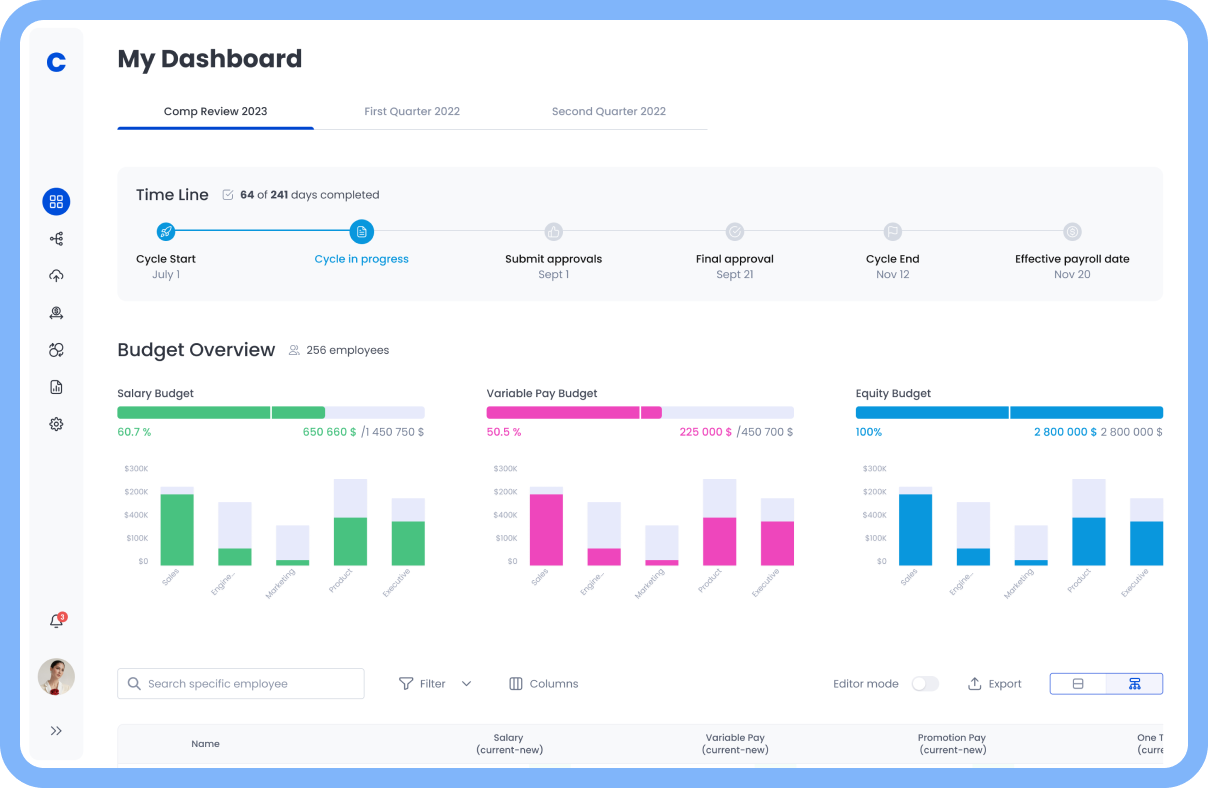 C
My Dashboard
Comp Review 2023
First Quarter 2022
Second Quarter 2022
Time Line
64 of 241 days completed
Cycle Start
July 1
Cycle in progress
Submit approvals
Sept 1
Final approval
Sept 21
Cycle End
Nov 12
Effective payroll date
Nov 20
Budget Overview
256 employees
Salary Budget
60.7 %
650 660 $ /1 450 750 $
$300K
$200K
$400K
$100K
$0
Sales
Engine...
Marketing
Product
Executive
Variable Pay Budget
50.5 %
225 000 $ /450 700 $
$300K
$200K
$400K
$100K
$0
Sales
Engine...
Marketing
Product
Executive
Equity Budget
100%
2 800 000 $ 2 800 000 $
$300K
$200K
$400K
$100K
$0
Sales
Engine...
Marketing
Product
Executive
3
Search specific employee
Filter
Columns
Editor mode
Export
Name
Salary
(current-new)
Variable Pay
(current-new)
Promotion Pay
(current-new)
One T
(curre